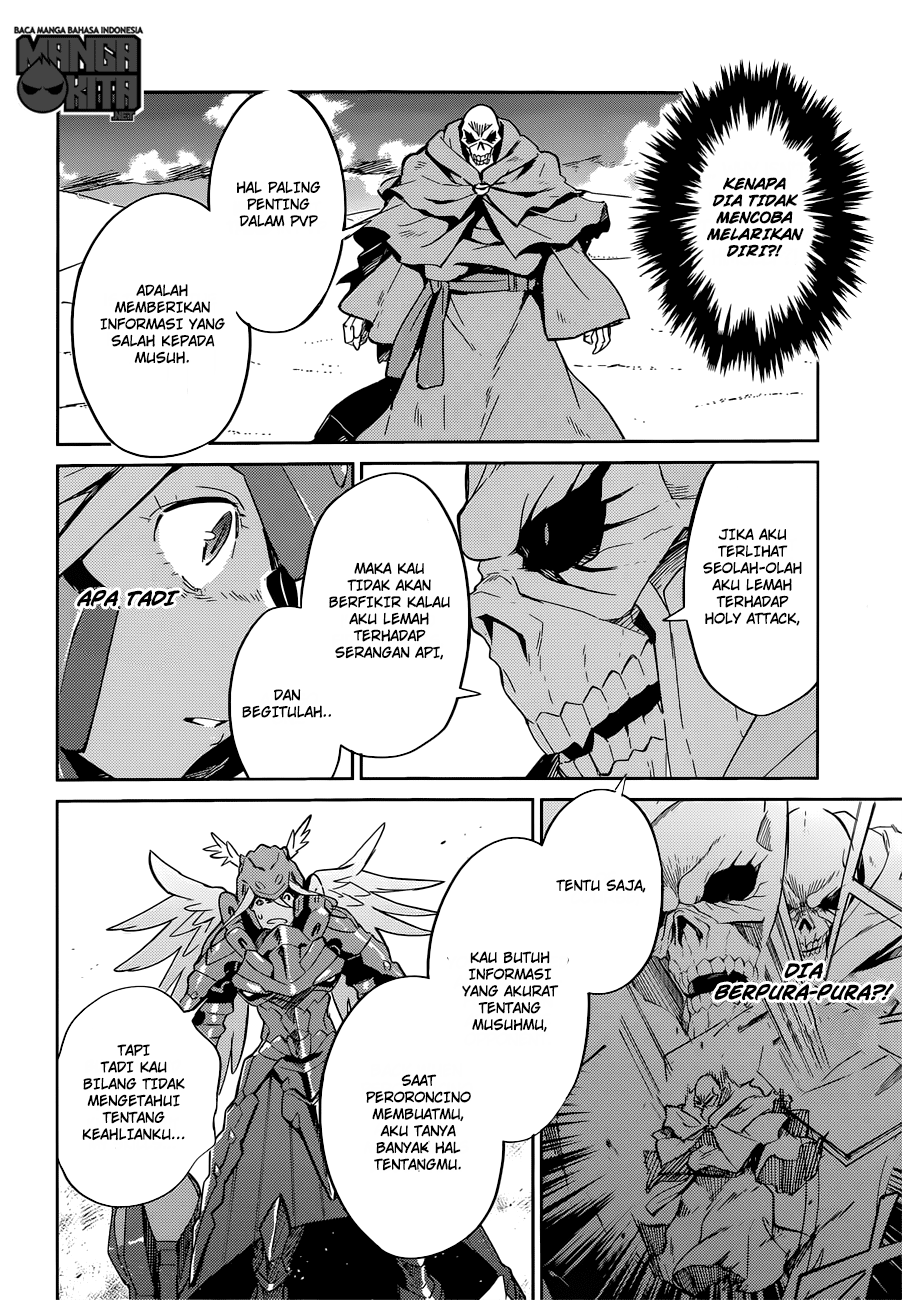 BACA MANGA BAHASA INDONESIA
MANGA
KITA
.NET
KENAPA
DIA TIDAK
MENCOBA
MELARIKAN
DIRI?!
HAL PALING
PENTING
DALAM PVP
ADALAH
MEMBERIKAN
INFORMASI YANG
SALAH KEPADA
MUSUH.
JIKA AKU
TERLIHAT
SEOLAH-OLAH
AKU LEMAH
TERHADAP
HOLY ATTACK,
MAKA KAU
TIDAK AKAN
BERFIKIR KALAU
AKU LEMAH
TERHADAP
SERANGAN API,
DAN
BEGITULAH..
APA TADI
DIA
BERPURA-PURA?!
TENTU SAJA,
KAU BUTUH
INFORMASI
YANG AKURAT
TENTANG
MUSUHMU,
SAAT
PERORONCINO
MEMBUATMU,
AKU TANYA
BANYAK HAL
TENTANGMU.
TAPI
TADI KAU
BILANG TIDAK
MENGETAHUI
TENTANG
KEAHLIANKU...